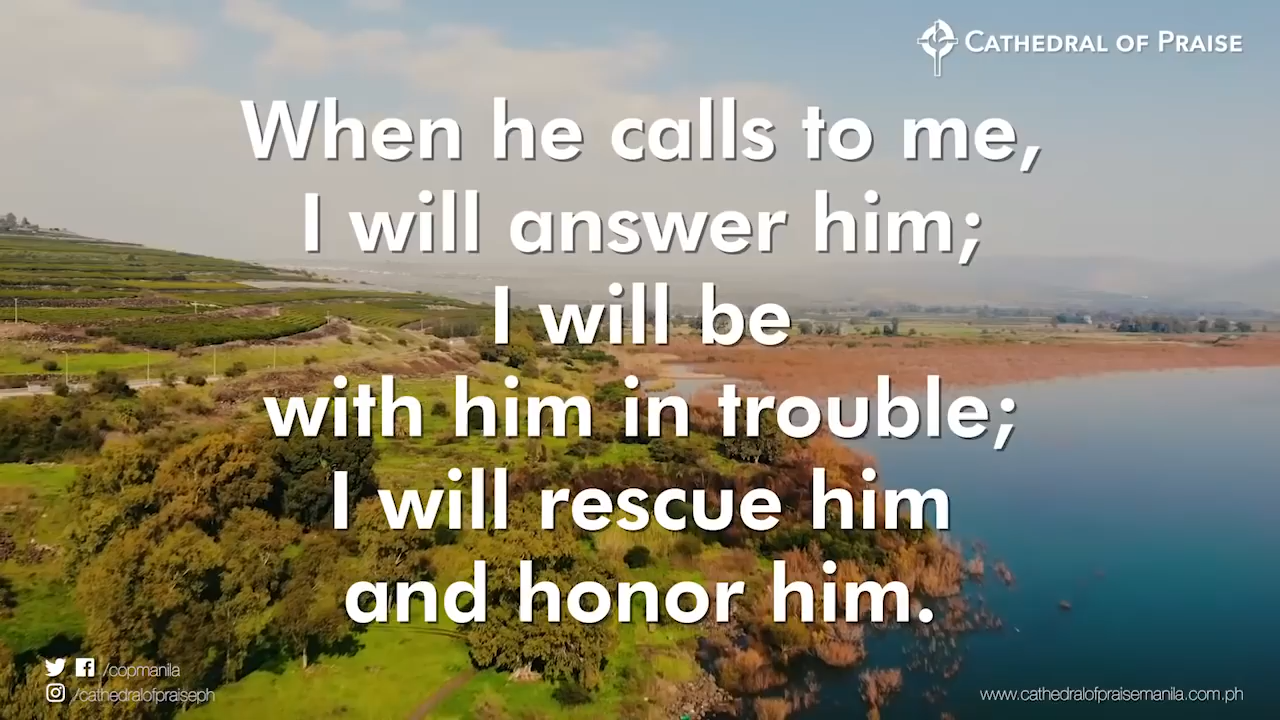 CATHEDRAL OF PRAISE
When he calls to me,
I will answer him;
I will be
with him in trouble;
I will rescue him
and honor him.
/copmanila
/cathedralofpraiseph
www.cathedralofpraisemanila.com.ph